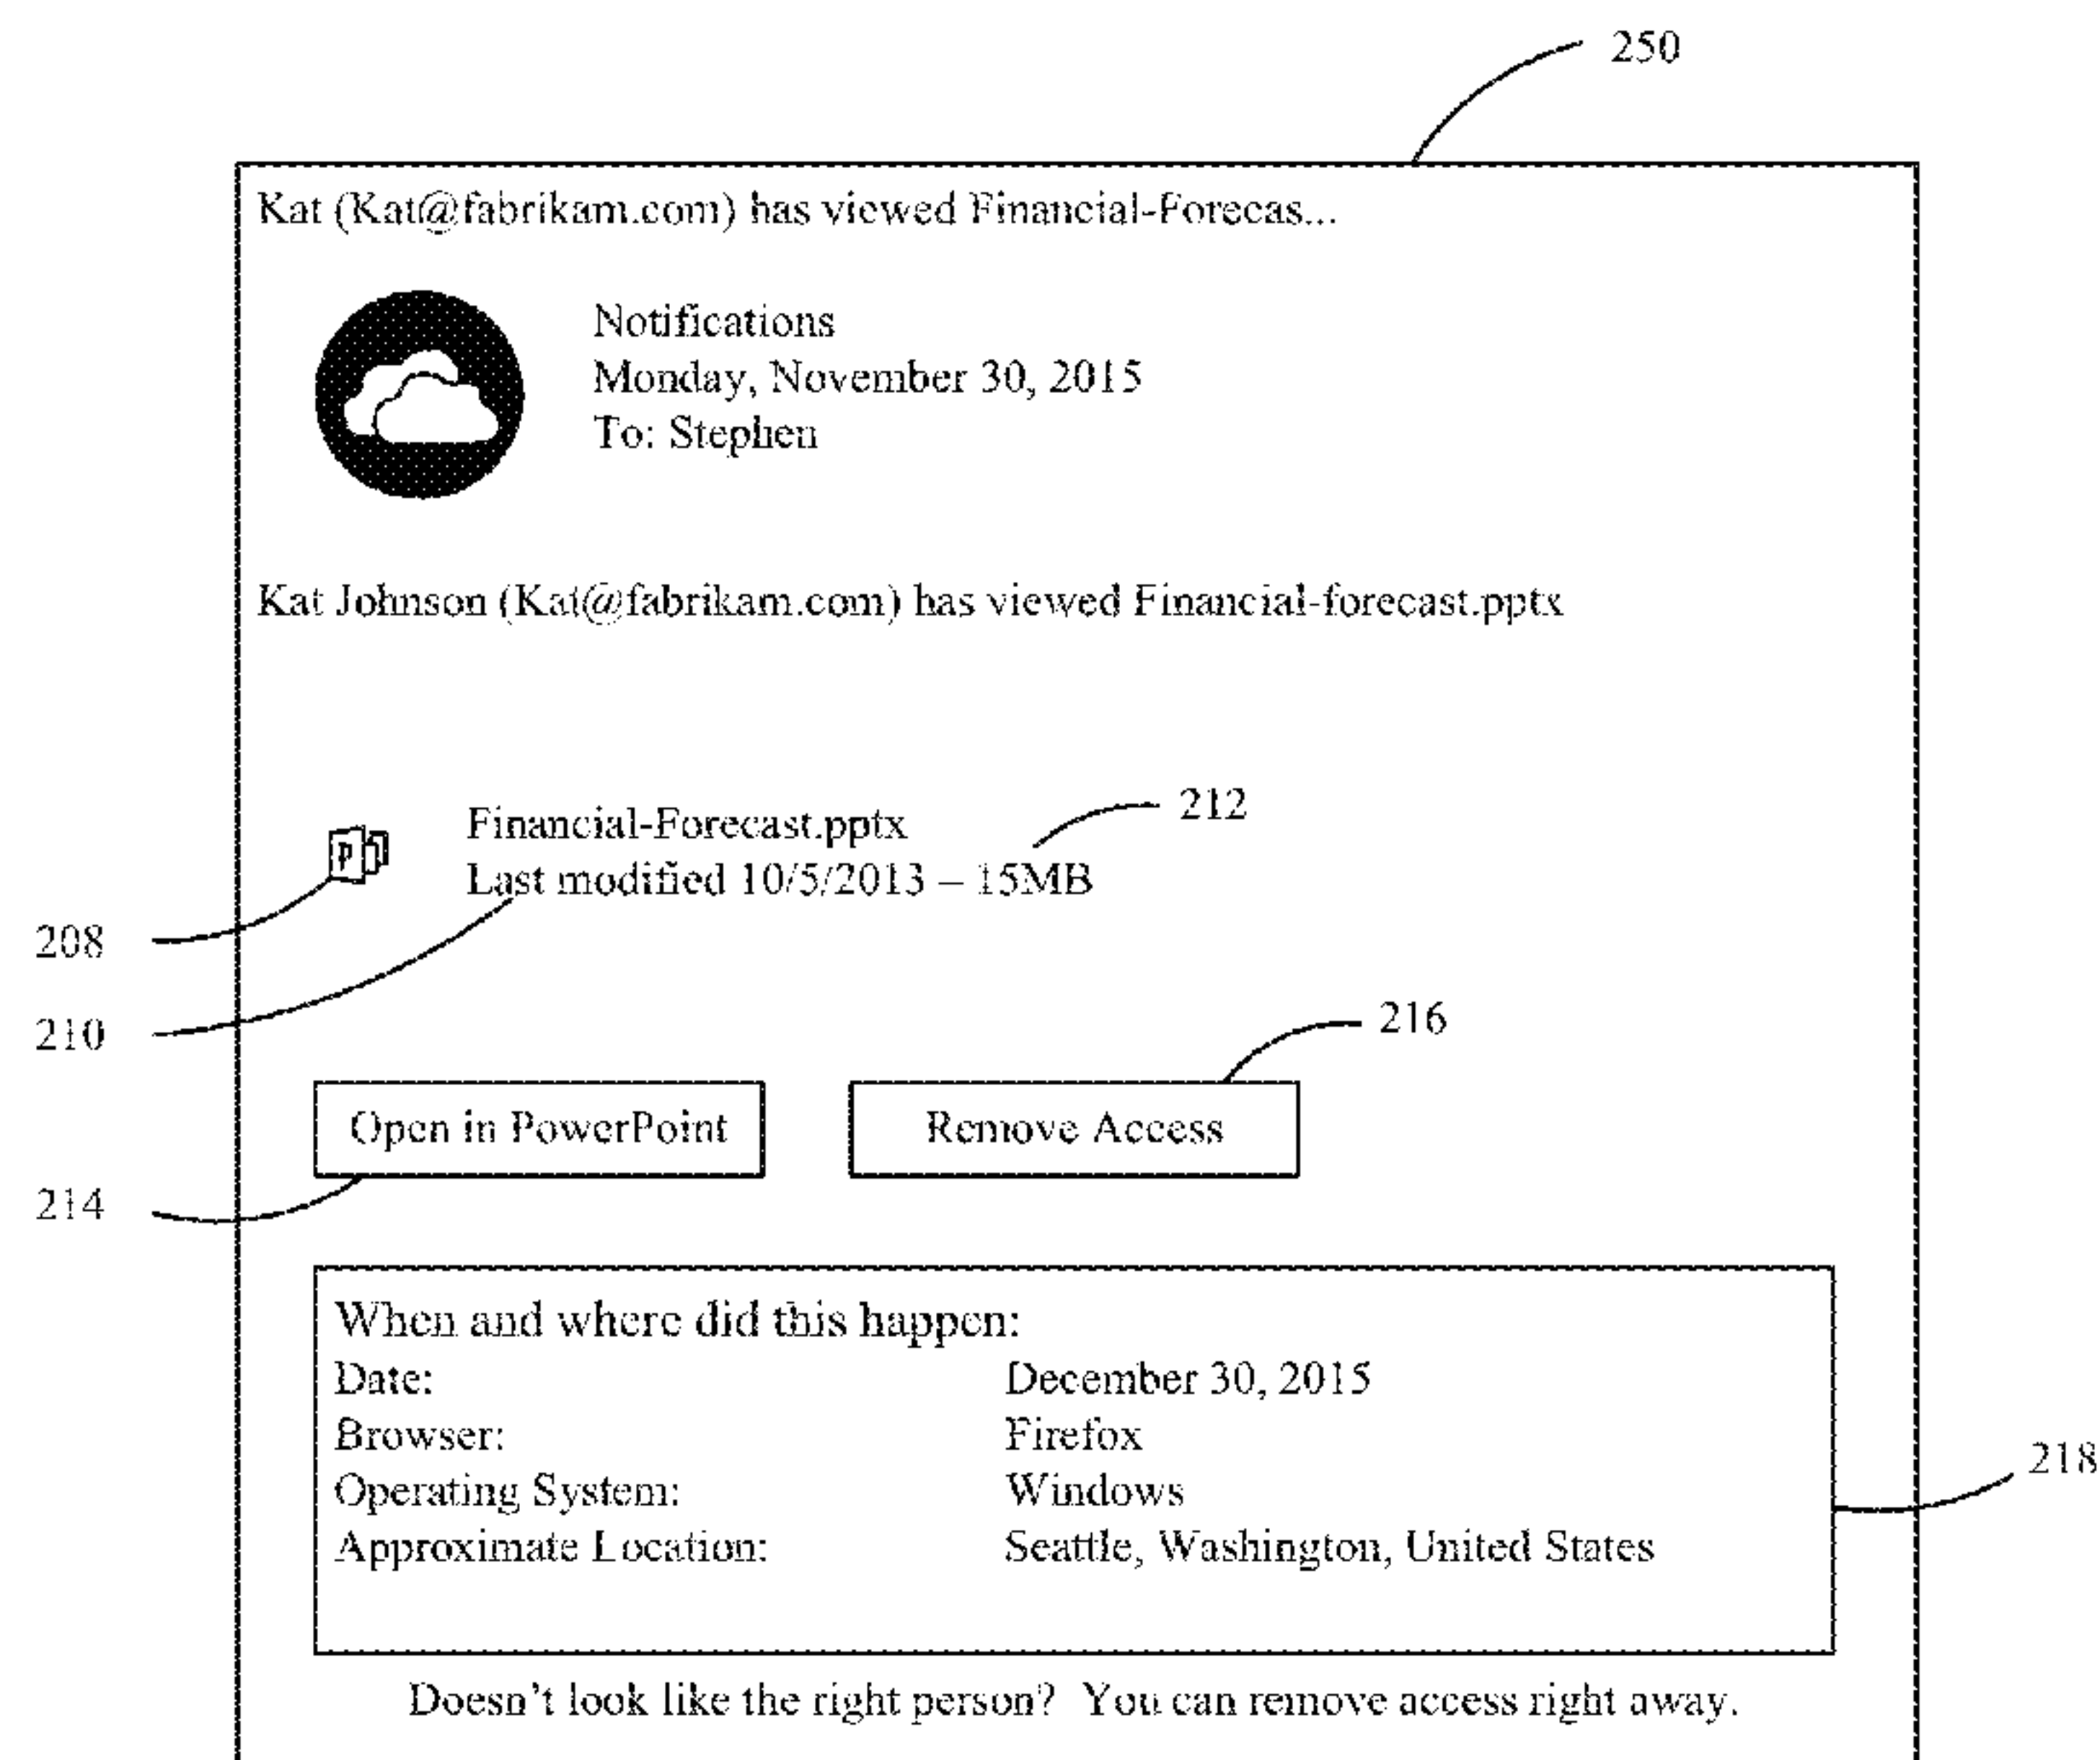 250
Kat (Kat@fabrikam.com) has viewed Financial-Forecas...
Notifications
Monday, November 30, 2015
To: Stephen
Kat Johnson (Kat@fabrikam.com) has viewed Financial-forecast.pptx
212
Financial-Forecast.pptx
P
Last modified 10/5/2013 – 15MB
208
210
216
Open in PowerPoint
Remove Access
214
When and where did this happen:
Date: December 30, 2015
Browser: Firefox
Operating System: Windows
Approximate Location: Seattle, Washington, United States
218
Doesn't look like the right person? You can remove access right away.